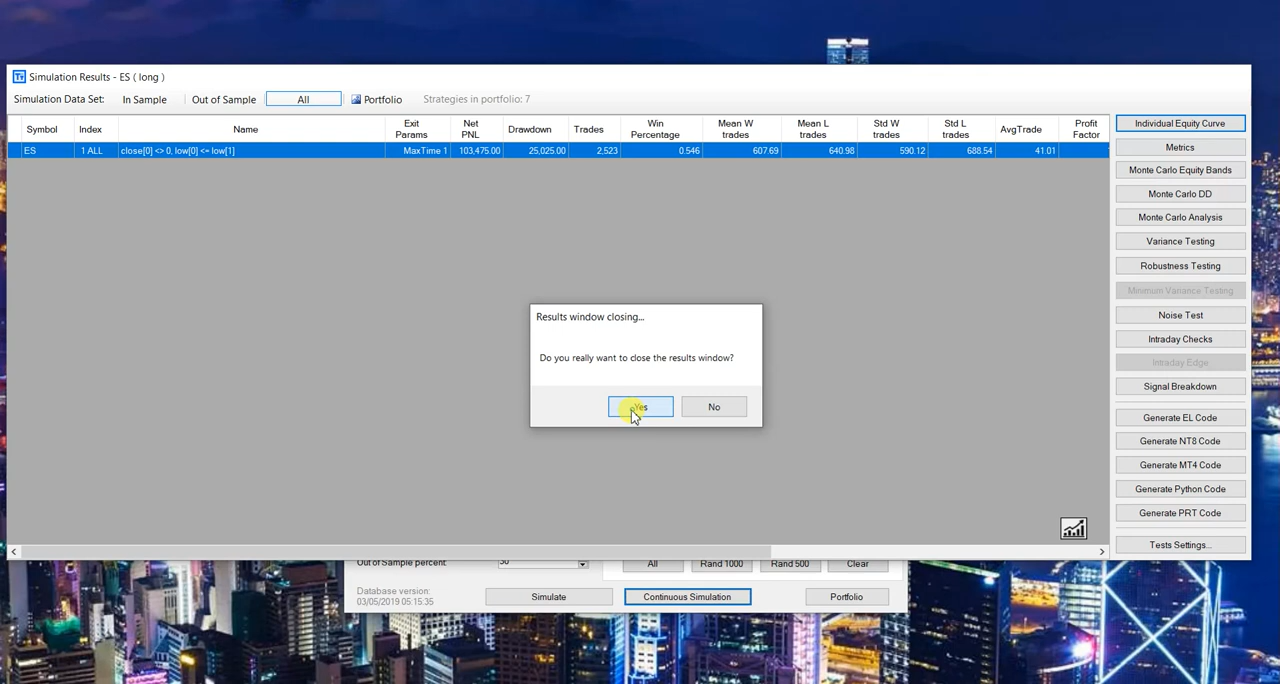 Simulation Results - ES ( long )
Simulation Data Set: In Sample Out of Sample All Portfolio Strategies in portfolio: 7
Symbol Index Name Exit Params Net PNL Drawdown Trades Win Percentage Mean W trades Mean L trades Std W trades Std L trades AvgTrade Profit Factor
ES 1 ALL close[0] <> 0, low[0] <= low[1] MaxTime 1 103,475.00 25,025.00 2,523 0.546 607.69 640.98 590.12 688.54 41.01
Individual Equity Curve
Metrics
Monte Carlo Equity Bands
Monte Carlo DD
Monte Carlo Analysis
Variance Testing
Robustness Testing
Minimum Variance Testing
Noise Test
Intraday Checks
Intraday Edge
Signal Breakdown
Generate EL Code
Generate NT8 Code
Generate MT4 Code
Generate Python Code
Generate PRT Code
Tests Settings...
Results window closing...
Do you really want to close the results window?
Yes No
Out of Sample percent All Rand 1000 Rand 500 Clear
Database version:
03/05/2019 05:15:35
Simulate Continuous Simulation Portfolio